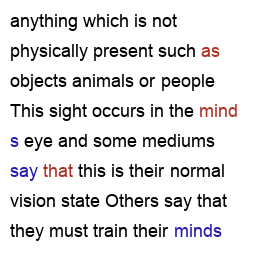 anything which is not
physically present such as
objects animals or people
This sight occurs in the mind
s eye and some mediums
say that this is their normal
vision state Others say that
they must train their minds